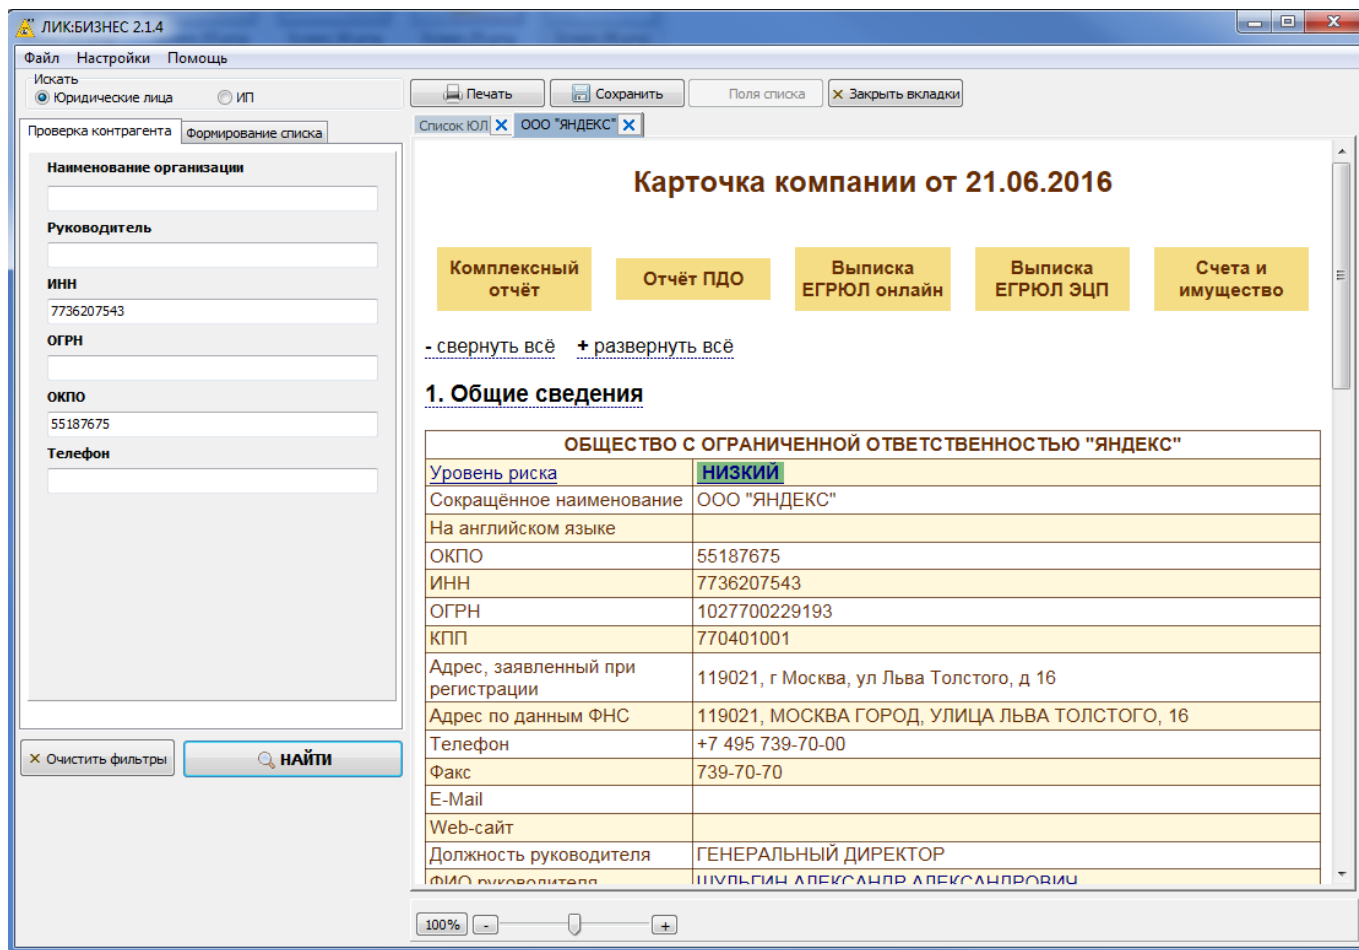 ЛИК:БИЗНЕС 2.1.4
Файл Настройки Помощь
Искать
Юридические лица ИП
Проверка контрагента Формирование списка
Наименование организации
Руководитель
ИНН
7736207543
ОГРН
ОКПО
55187675
Телефон
Очистить фильтры НАЙТИ
Печать Сохранить Поля списка Закрыть вкладки
Список ЮЛ ООО "ЯНДЕКС"
Карточка компании от 21.06.2016
Комплексный отчёт
Отчёт ПДО
Выписка ЕГРЮЛ онлайн
Выписка ЕГРЮЛ ЭЦП
Счета и имущество
- свернуть всё + развернуть всё
1. Общие сведения
ОБЩЕСТВО С ОГРАНИЧЕННОЙ ОТВЕТСТВЕННОСТЬЮ "ЯНДЕКС"
Уровень риска НИЗКИЙ
Сокращённое наименование ООО "ЯНДЕКС"
На английском языке
ОКПО 55187675
ИНН 7736207543
ОГРН 1027700229193
КПП 770401001
Адрес, заявленный при
регистрации 119021, г Москва, ул Льва Толстого, д 16
Адрес по данным ФНС 119021, МОСКВА ГОРОД, УЛИЦА ЛЬВА ТОЛСТОГО, 16
Телефон +7 495 739-70-00
Факс 739-70-70
E-Mail
Web-сайт
Должность руководителя ГЕНЕРАЛЬНЫЙ ДИРЕКТОР
ФИО руководителя ШУЛЬГИН АЛЕКСАНДР АЛЕКСАНДРОВИЧ
100% - +